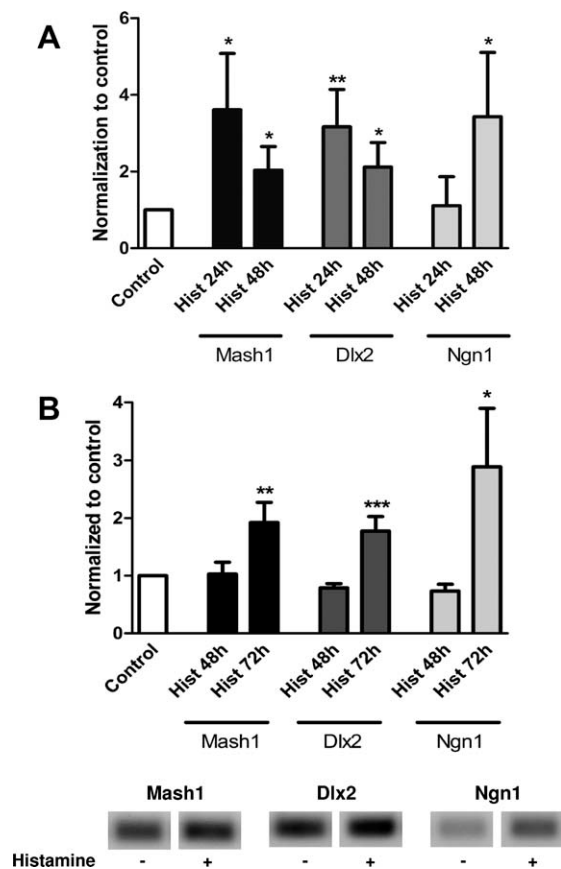 A
Normalization to control
6
4
2
0
* * ** * *
Control Hist 24h Hist 48h Hist 24h Hist 48h Hist 24h Hist 48h
Mash1 Dlx2 Ngn1
B
Normalized to control
4
3
2
1
0
** *** *
Control Hist 48h Hist 72h Hist 48h Hist 72h Hist 48h Hist 72h
Mash1 Dlx2 Ngn1
Mash1 Dlx2 Ngn1
Histamine - + - + - +